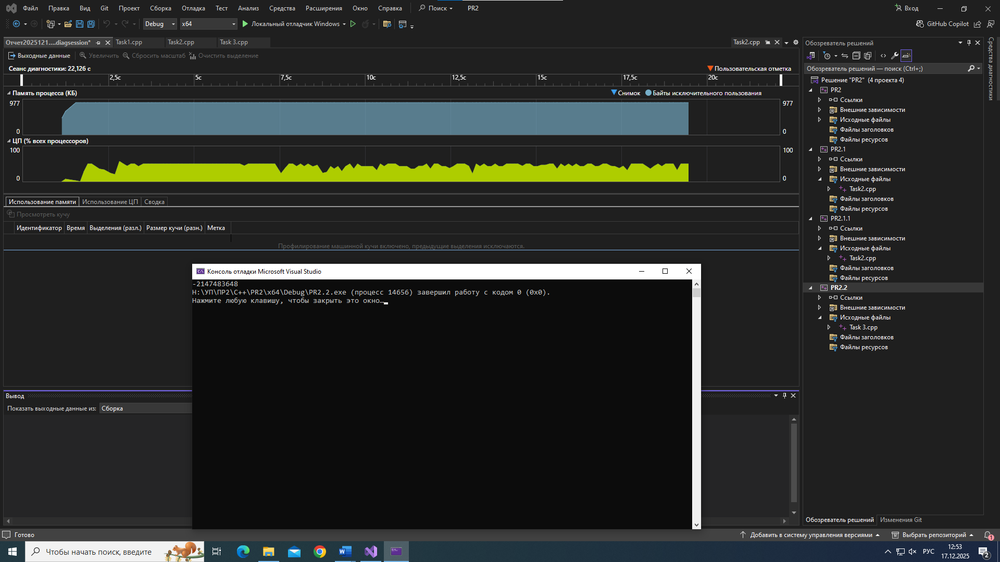 Файл Правка Вид Git Проект Сборка Отладка Тест Анализ Средства Расширения Окно Справка Поиск PR2 Вход
Debug x64 Локальный отладчик Windows GitHub Copilot
Отчет2025121....diagsession* Task1.cpp Task2.cpp Task 3.cpp Task2.cpp
Выходные данные Увеличить Сбросить масштаб Очистить выделение
Сеанс диагностики: 22,126 с Пользовательская отметка
2,5с 5с 7,5с 10с 12,5с 15с 17,5с 20с
Память процесса (КБ) Снимок Байты исключительного пользования
977 977
0 0
ЦП (% всех процессоров)
100 100
0 0
Использование памяти Использование ЦП Сводка
Просмотреть кучу
Идентификатор Время Выделения (разл.) Размер кучи (разн.) Метка
Профилирование машинной кучи включено, предыдущие выделения исключаются.
Консоль отладки Microsoft Visual Studio
-2147483648
H:\УП\ПР2\C++\PR2\x64\Debug\PR2.2.exe (процесс 14656) завершил работу с кодом 0 (0x0).
Нажмите любую клавишу, чтобы закрыть это окно…
Вывод
Показать выходные данные из: Сборка
Обозреватель решений
Обозреватель решений — поиск (Ctrl+;)
Решение "PR2" (4 проекта 4)
PR2
Ссылки
Внешние зависимости
Исходные файлы
Файлы заголовков
Файлы ресурсов
PR2.1
Ссылки
Внешние зависимости
Исходные файлы
Task2.cpp
Файлы заголовков
Файлы ресурсов
PR2.1.1
Ссылки
Внешние зависимости
Исходные файлы
Task2.cpp
Файлы заголовков
Файлы ресурсов
PR2.2
Ссылки
Внешние зависимости
Исходные файлы
Task 3.cpp
Файлы заголовков
Файлы ресурсов
Обозреватель решений Изменения Git
Средства диагностики
Готово Добавить в систему управления версиями Выбрать репозиторий 1
Чтобы начать поиск, введите РУС 12:53
17.12.2025 2